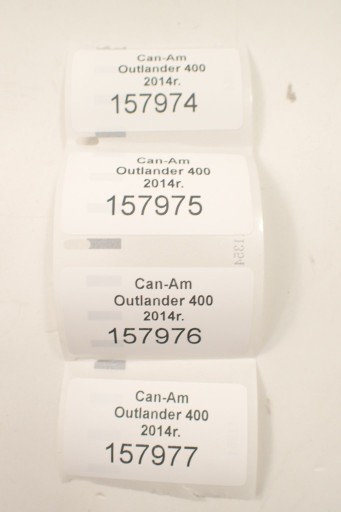 Can-Am
Outlander 400
2014r.
157974
Can-Am
Outlander 400
2014r.
157975
1354
Can-Am
Outlander 400
2014r.
157976
Can-Am
Outlander 400
2014r.
157977